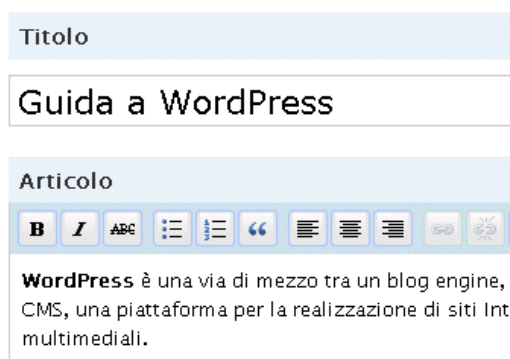 Titolo
Guida a WordPress
Articolo
B I ABC
WordPress è una via di mezzo tra un blog engine,
CMS, una piattaforma per la realizzazione di siti Int
multimediali.